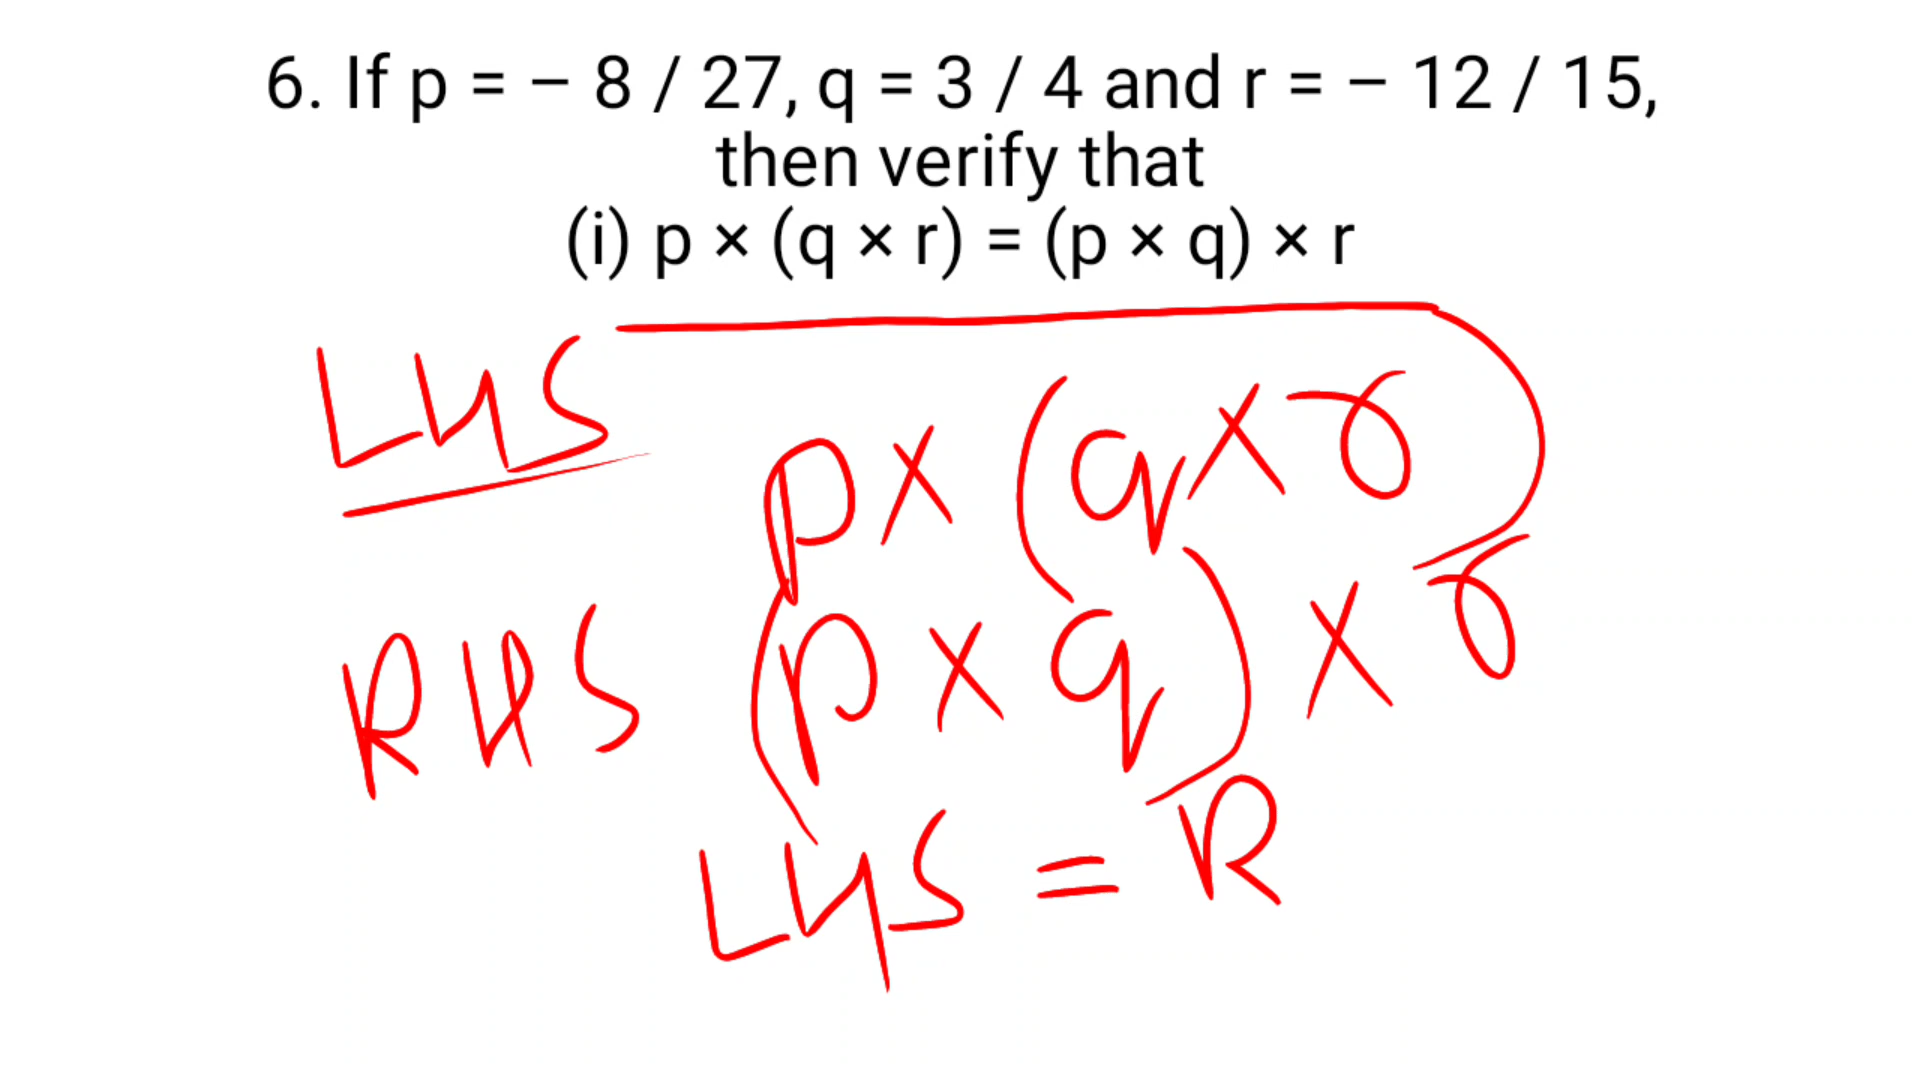 6. If p = – 8 / 27, q = 3 / 4 and r = – 12 / 15,
then verify that
(i) p × (q × r) = (p × q) × r
LHS p × (q × r)
RHS (p × q) × r
LHS = R